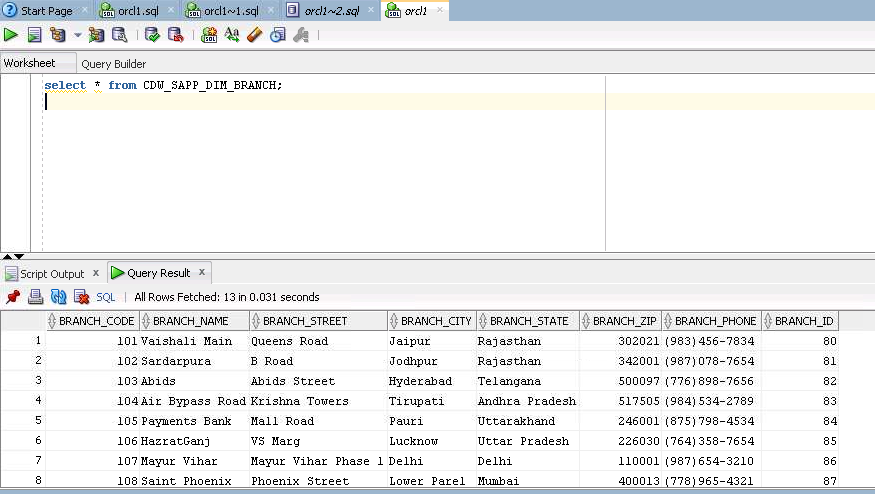 Start Page orcl1.sql orcl1~1.sql orcl1~2.sql orcl1
Worksheet Query Builder
select * from CDW_SAPP_DIM_BRANCH;
Script Output x Query Result x
SQL | All Rows Fetched: 13 in 0.031 seconds
BRANCH_CODE BRANCH_NAME BRANCH_STREET BRANCH_CITY BRANCH_STATE BRANCH_ZIP BRANCH_PHONE BRANCH_ID
1 101 Vaishali Main Queens Road Jaipur Rajasthan 302021 (983)456-7834 80
2 102 Sardarpura B Road Jodhpur Rajasthan 342001 (987)078-7654 81
3 103 Abids Abids Street Hyderabad Telangana 500097 (776)898-7656 82
4 104 Air Bypass Road Krishna Towers Tirupati Andhra Pradesh 517505 (984)534-2789 83
5 105 Payments Bank Mall Road Pauri Uttarakhand 246001 (875)798-4534 84
6 106 HazratGanj VS Marg Lucknow Uttar Pradesh 226030 (764)358-7654 85
7 107 Mayur Vihar Mayur Vihar Phase 1 Delhi Delhi 110001 (987)654-3210 86
8 108 Saint Phoenix Phoenix Street Lower Parel Mumbai 400013 (778)965-4321 87